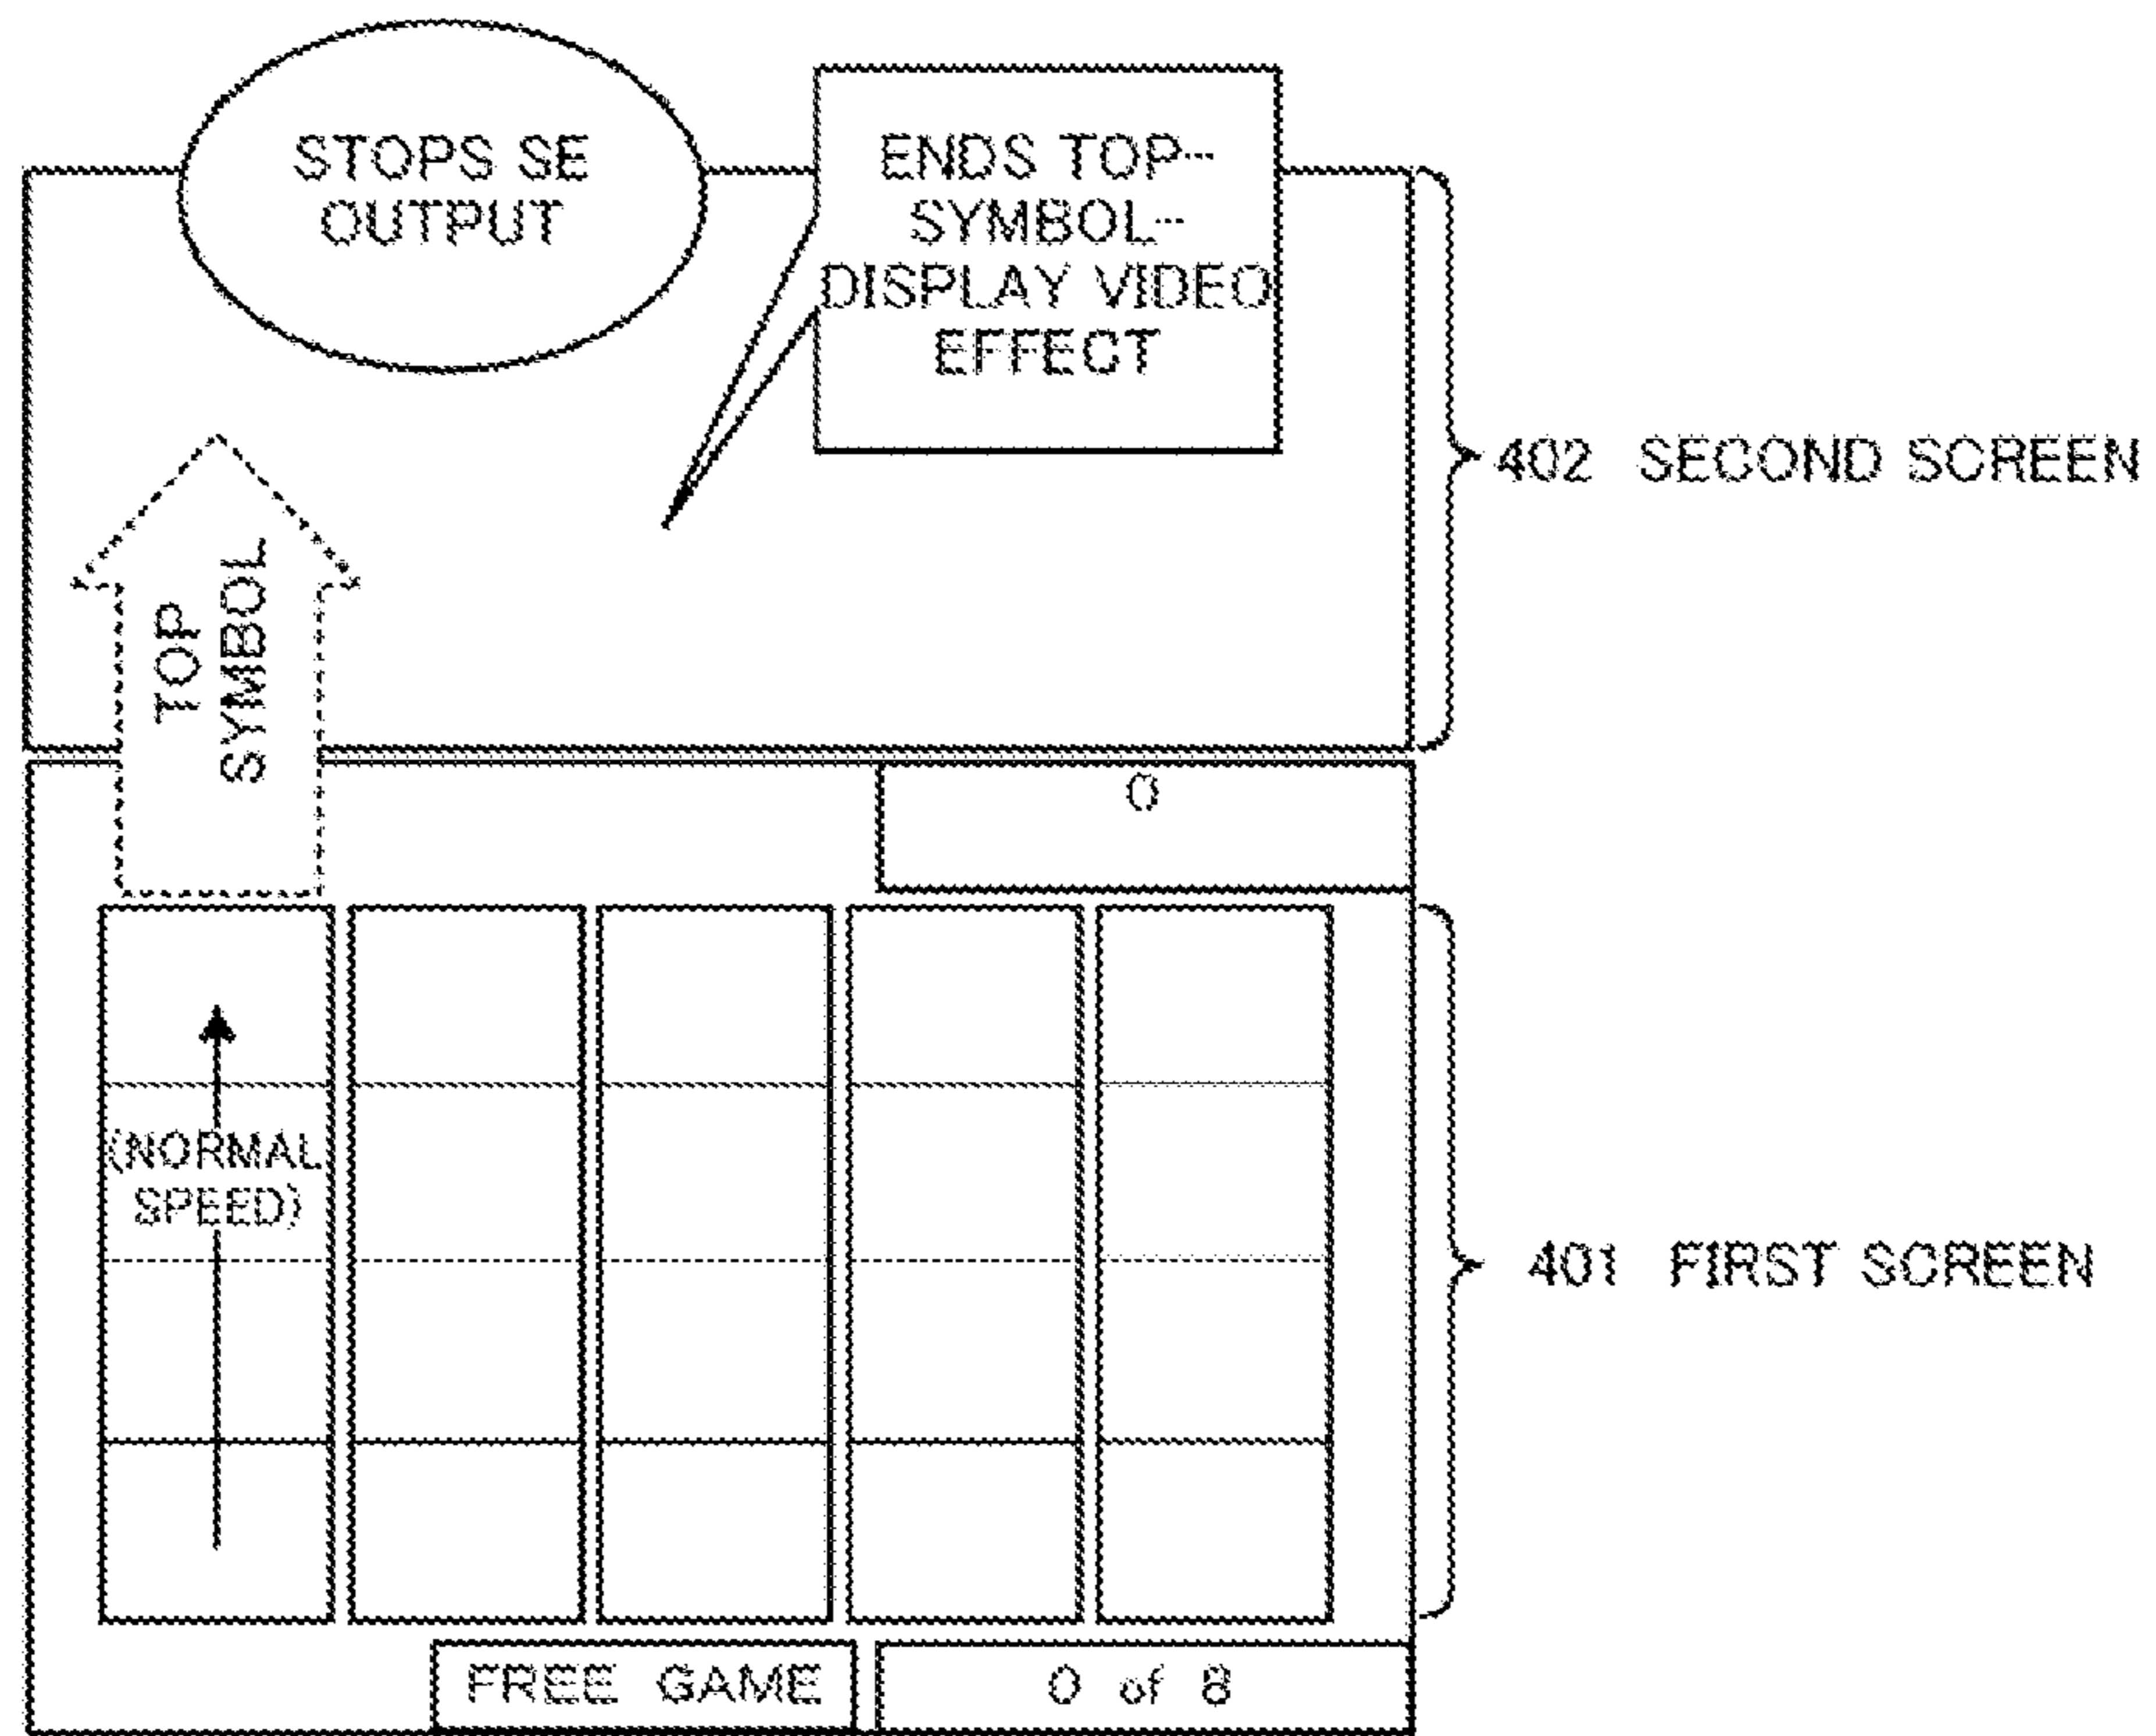 STOPS SE
OUTPUT
ENDS TOP-
SYMBOL-
DISPLAY VIDEO
EFFECT
402 SECOND SCREEN
TOP
SYMBOL
0
(NORMAL
SPEED)
401 FIRST SCREEN
FREE GAME
0 of 8